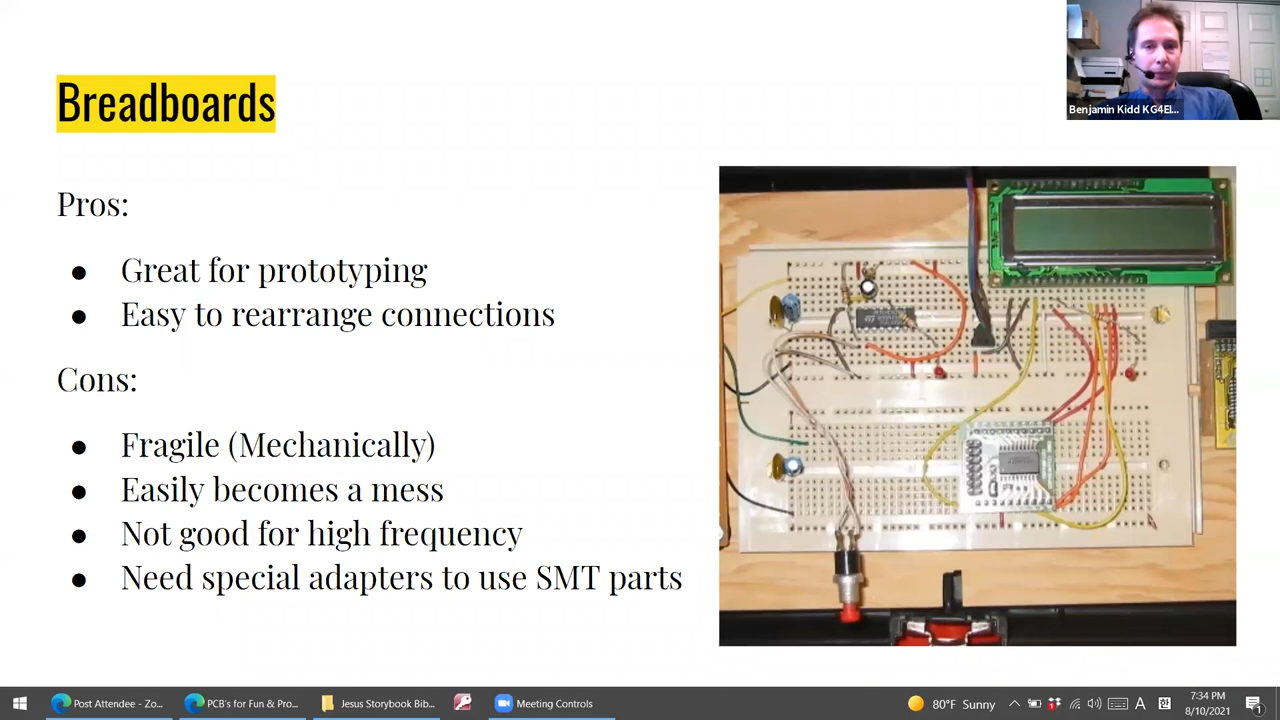 Breadboards
Benjamin Kidd KG4EI...
Pros:
● Great for prototyping
● Easy to rearrange connections
Cons:
● Fragile (Mechanically)
● Easily becomes a mess
● Not good for high frequency
● Need special adapters to use SMT parts
Post Attendee - Zo...
PCB's for Fun & Pro...
Jesus Storybook Bib...
Meeting Controls
80°F Sunny
A
7:34 PM
8/10/2021
1